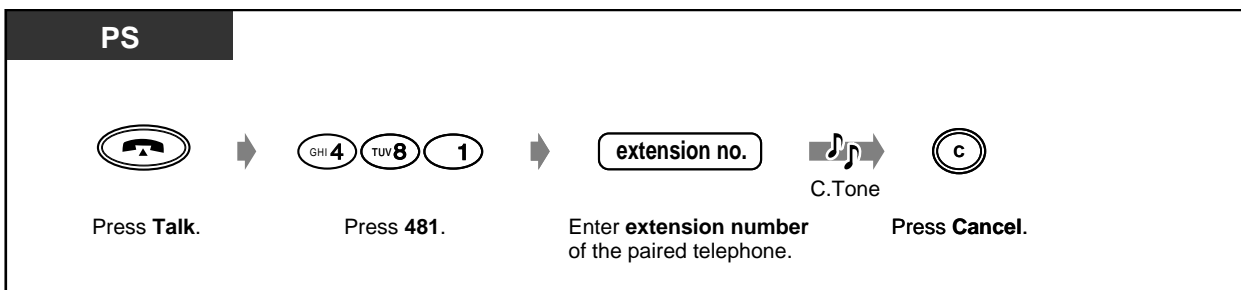 PS
GHI 4 TUV 8 1
extension no.
C
C.Tone
Press Talk.
Press 481.
Enter extension number
of the paired telephone.
Press Cancel.